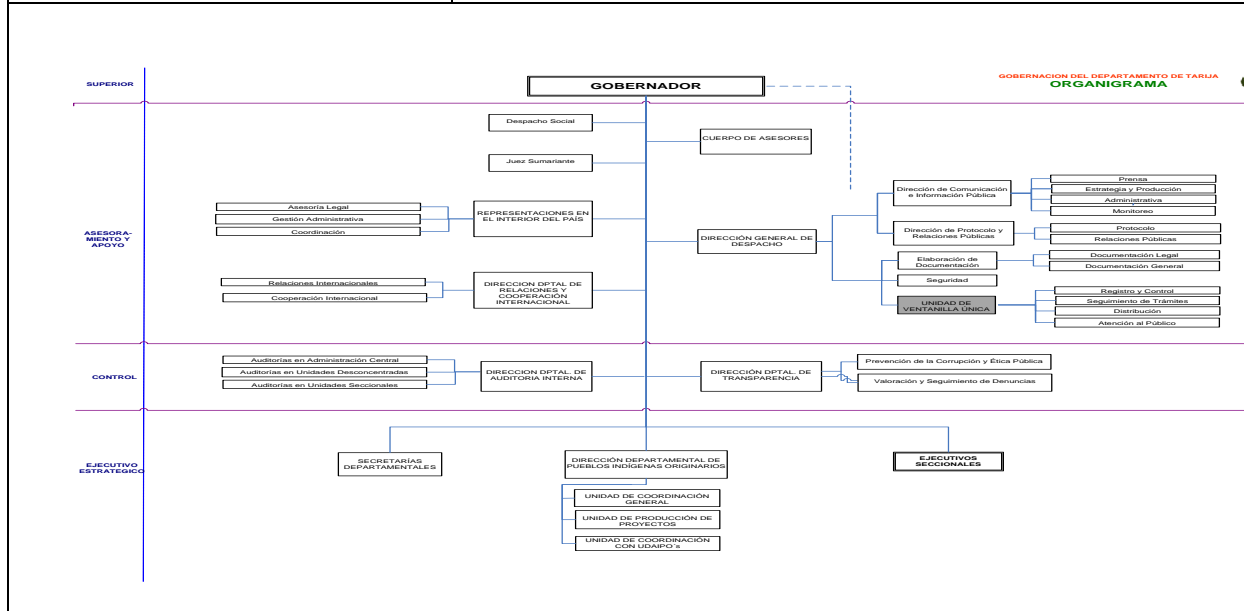 SUPERIOR
GOBERNADOR
GOBERNACION DEL DEPARTAMENTO DE TARIJA
ORGANIGRAMA
Despacho Social
CUERPO DE ASESORES
Juez Sumariante
ASESORA-
MIENTO Y
APOYO
Asesoría Legal
Gestión Administrativa
Coordinación
REPRESENTACIONES EN
EL INTERIOR DEL PAÍS
DIRECCIÓN GENERAL DE
DESPACHO
Dirección de Comunicación
e Información Pública
Prensa
Estrategia y Producción
Administrativa
Monitoreo
Dirección de Protocolo y
Relaciones Públicas
Protocolo
Relaciones Públicas
Elaboración de
Documentación
Documentación Legal
Documentación General
Seguridad
UNIDAD DE
VENTANILLA ÚNICA
Registro y Control
Seguimiento de Trámites
Distribución
Atención al Público
Relaciones Internacionales
Cooperación Internacional
DIRECCION DPTAL DE
RELACIONES Y
COOPERACIÓN
INTERNACIONAL
CONTROL
Auditorías en Administración Central
Auditorías en Unidades Desconcentradas
Auditorías en Unidades Seccionales
DIRECCION DPTAL. DE
AUDITORIA INTERNA
DIRECCIÓN DPTAL. DE
TRANSPARENCIA
Prevención de la Corrupción y Ética Pública
Valoración y Seguimiento de Denuncias
EJECUTIVO
ESTRATEGICO
SECRETARÍAS
DEPARTAMENTALES
DIRECCIÓN DEPARTAMENTAL DE
PUEBLOS INDÍGENAS ORIGINARIOS
EJECUTIVOS
SECCIONALES
UNIDAD DE COORDINACIÓN
GENERAL
UNIDAD DE PRODUCCIÓN DE
PROYECTOS
UNIDAD DE COORDINACIÓN
CON UDAIPO´s